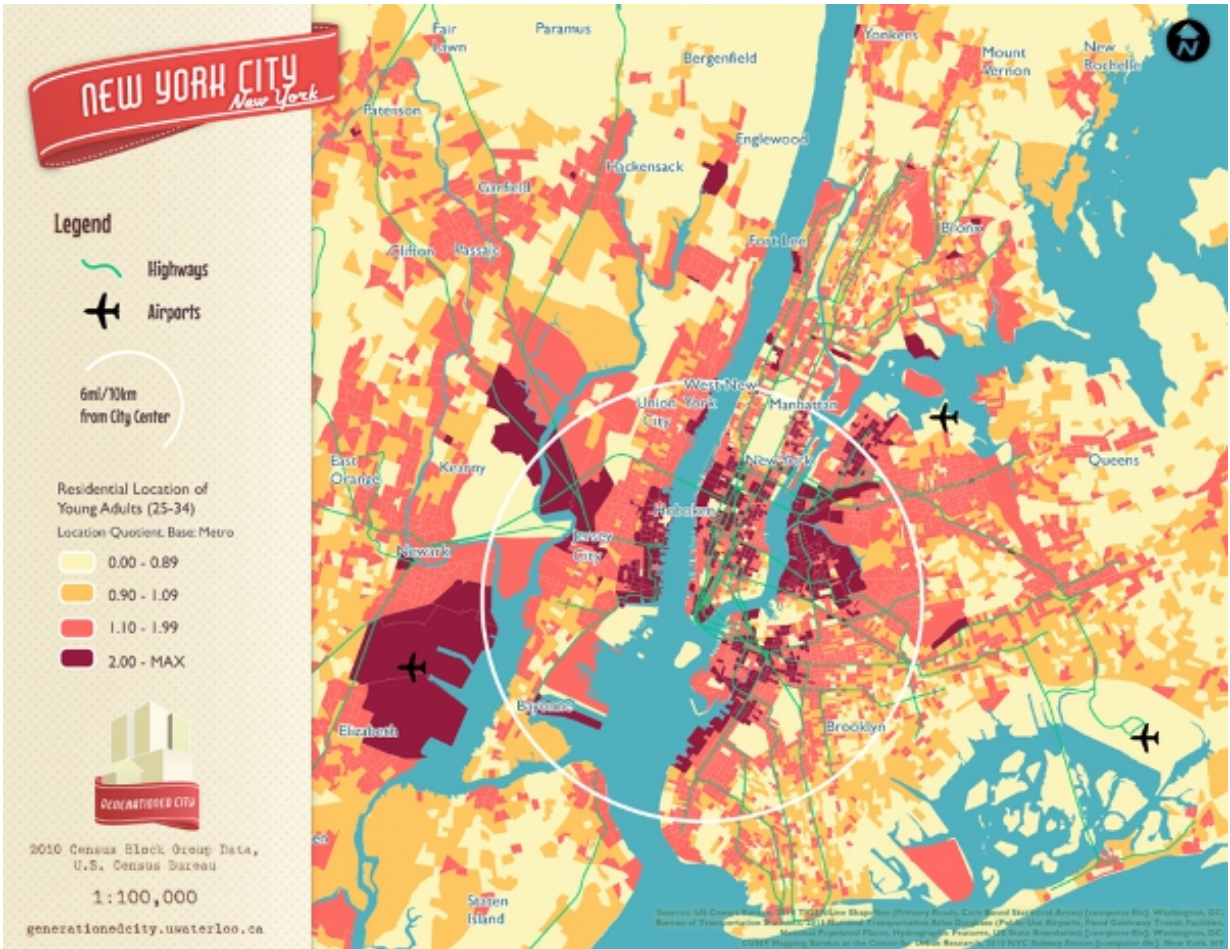 NEW YORK CITY
New York
Legend
Highways
Airports
6mi/10km
from City Center
Residential Location of
Young Adults (25-34)
Location Quotient, Base: Metro
0.00 - 0.89
0.90 - 1.09
1.10 - 1.99
2.00 - MAX
GENERATIONED CITY
2010 Census Block Group Data,
U.S. Census Bureau
1:100,000
generationedcity.uwaterloo.ca
N
Fair
Lawn
Paramus
Bergenfield
Yonkers
Mount
Vernon
New
Rochelle
Paterson
Englewood
Hackensack
Garfield
Clifton
Passaic
Fort Lee
Bronx
West New
York
Union
City
Manhattan
East
Orange
Kearny
New York
Queens
Hoboken
Jersey
City
Newark
Bayonne
Elizabeth
Brooklyn
Staten
Island